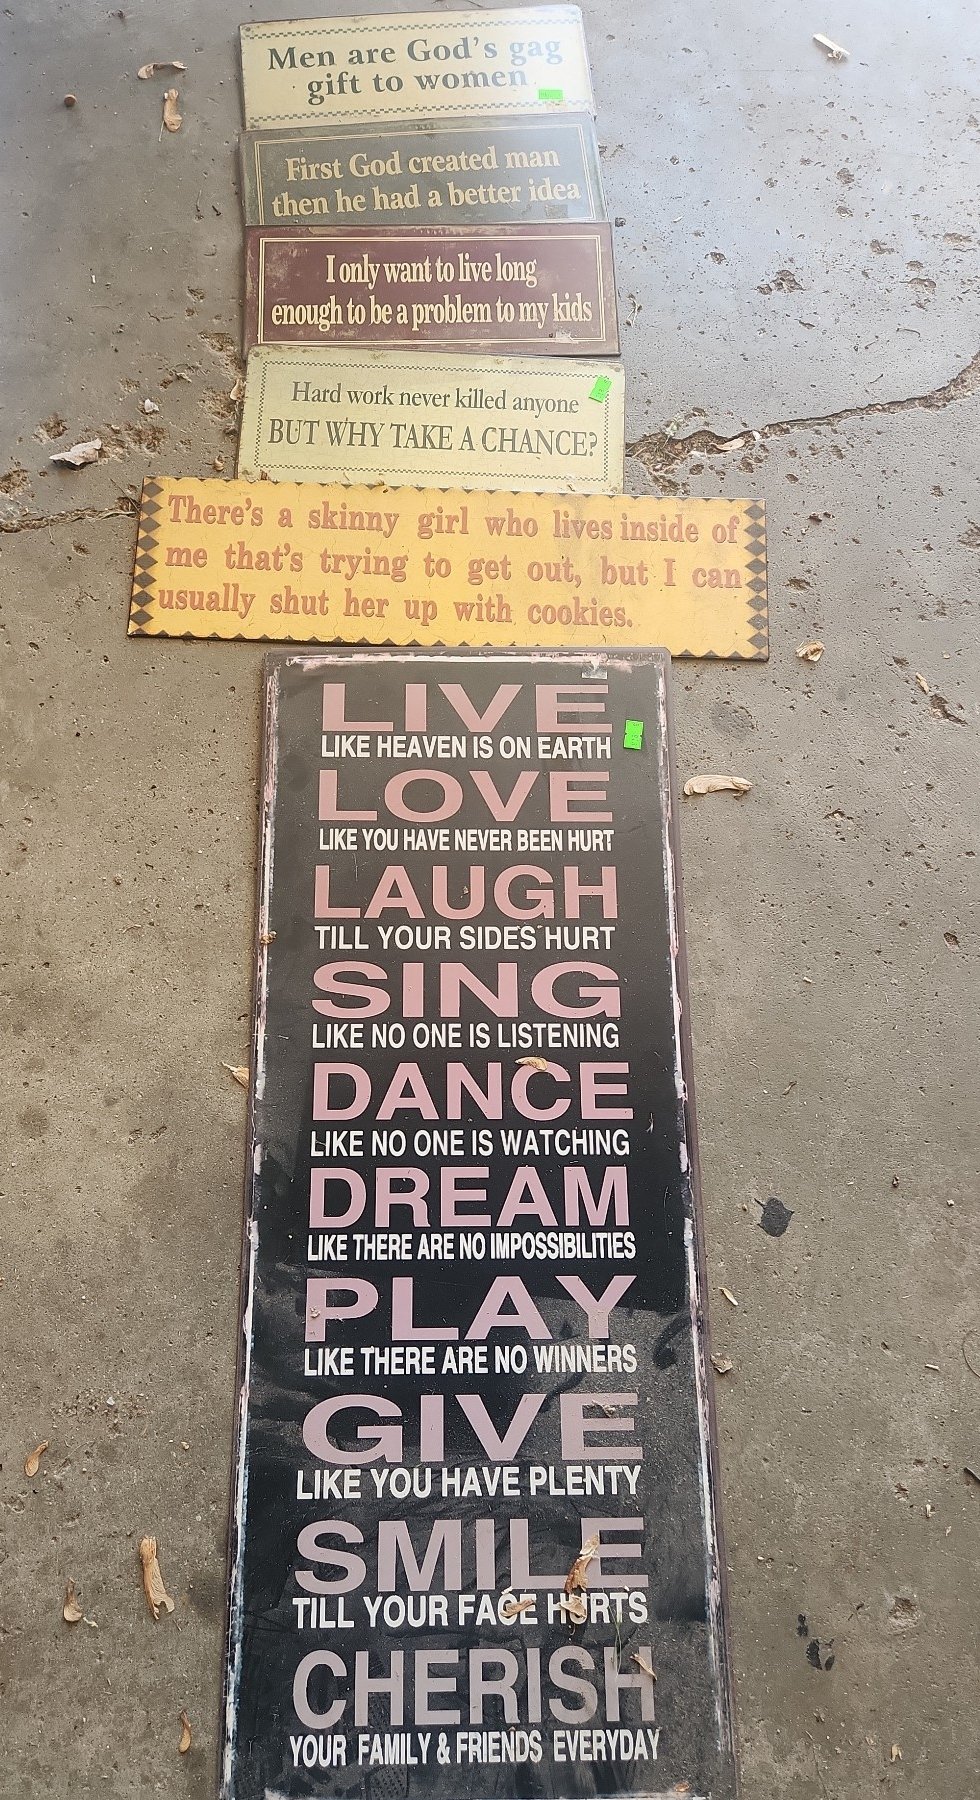 Men are God's gag
gift to women
First God created man
then he had a better idea
I only want to live long
enough to be a problem to my kids
Hard work never killed anyone
BUT WHY TAKE A CHANCE?
There's a skinny girl who lives inside of
me that's trying to get out, but I can
usually shut her up with cookies.
LIVE
LIKE HEAVEN IS ON EARTH
LOVE
LIKE YOU HAVE NEVER BEEN HURT
LAUGH
TILL YOUR SIDES HURT
SING
LIKE NO ONE IS LISTENING
DANCE
LIKE NO ONE IS WATCHING
DREAM
LIKE THERE ARE NO IMPOSSIBILITIES
PLAY
LIKE THERE ARE NO WINNERS
GIVE
LIKE YOU HAVE PLENTY
SMILE
TILL YOUR FACE HURTS
CHERISH
YOUR FAMILY & FRIENDS EVERYDAY